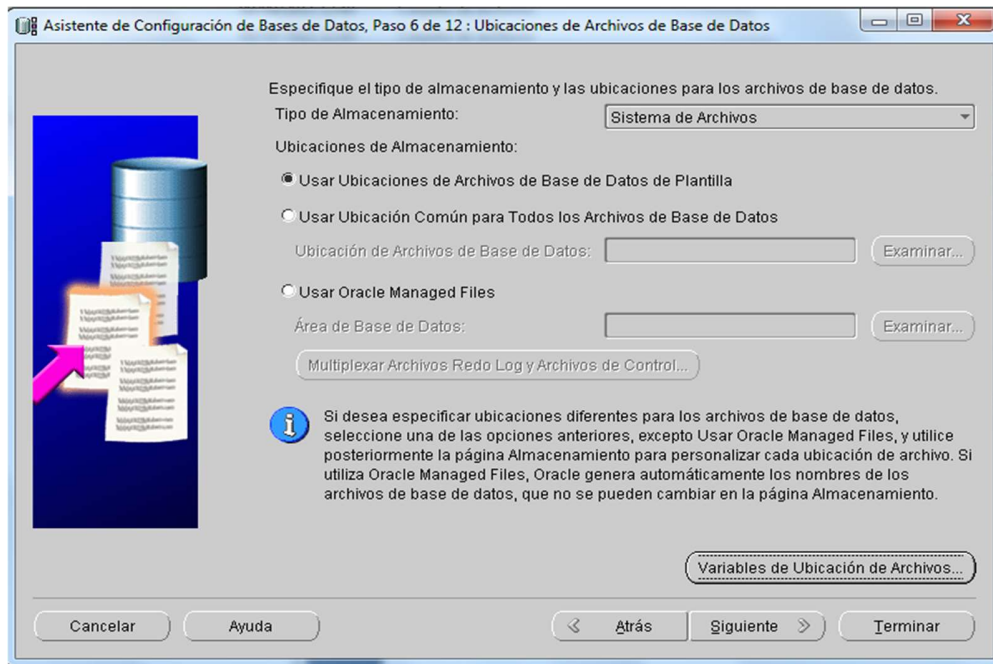 Asistente de Configuración de Bases de Datos, Paso 6 de 12 : Ubicaciones de Archivos de Base de Datos
Especifique el tipo de almacenamiento y las ubicaciones para los archivos de base de datos.
Tipo de Almacenamiento:
Sistema de Archivos
Ubicaciones de Almacenamiento:
Usar Ubicaciones de Archivos de Base de Datos de Plantilla
Usar Ubicación Común para Todos los Archivos de Base de Datos
Ubicación de Archivos de Base de Datos:
Examinar...
Usar Oracle Managed Files
Área de Base de Datos:
Examinar...
Multiplexar Archivos Redo Log y Archivos de Control...
Si desea especificar ubicaciones diferentes para los archivos de base de datos,
seleccione una de las opciones anteriores, excepto Usar Oracle Managed Files, y utilice
posteriormente la página Almacenamiento para personalizar cada ubicación de archivo. Si
utiliza Oracle Managed Files, Oracle genera automáticamente los nombres de los
archivos de base de datos, que no se pueden cambiar en la página Almacenamiento.
Variables de Ubicación de Archivos...
Cancelar
Ayuda
Atrás
Siguiente
Terminar